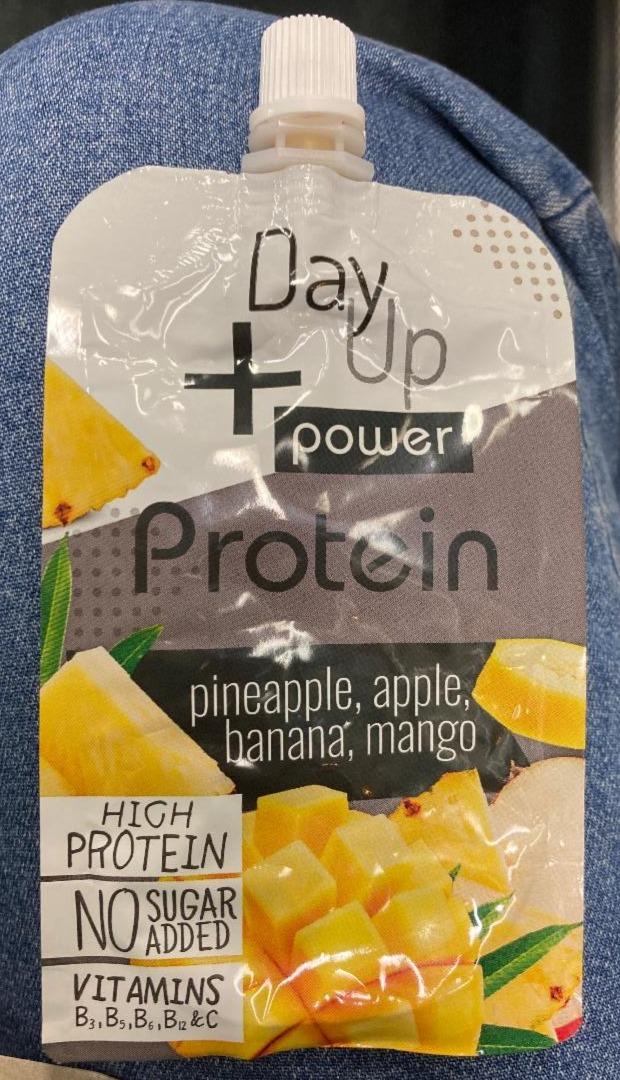 Day
Up
+
power
Protein
pineapple, apple,
banana, mango
HIGH
PROTEIN
NO SUGAR
ADDED
VITAMINS
B3, B5, B6, B12 & C